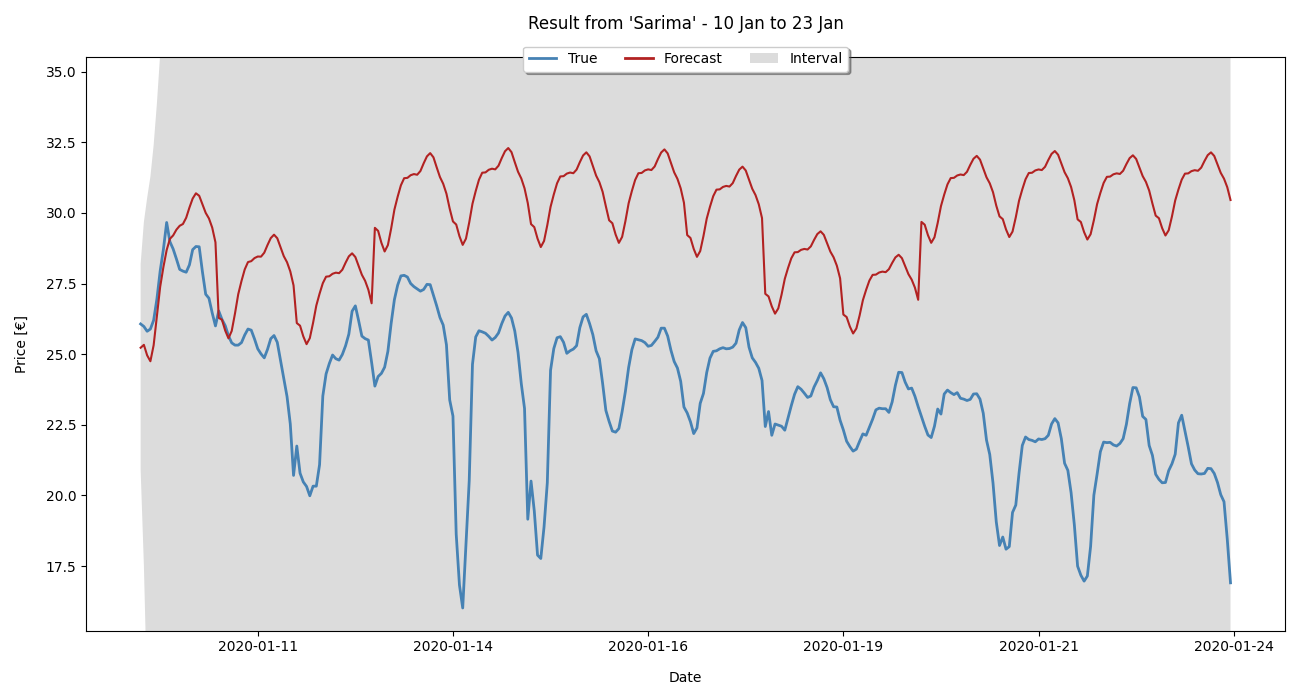 Result from 'Sarima' - 10 Jan to 23 Jan
True Forecast Interval
35.0
32.5
30.0
27.5
25.0
22.5
20.0
17.5
Price [€]
2020-01-11 2020-01-14 2020-01-16 2020-01-19 2020-01-21 2020-01-24
Date